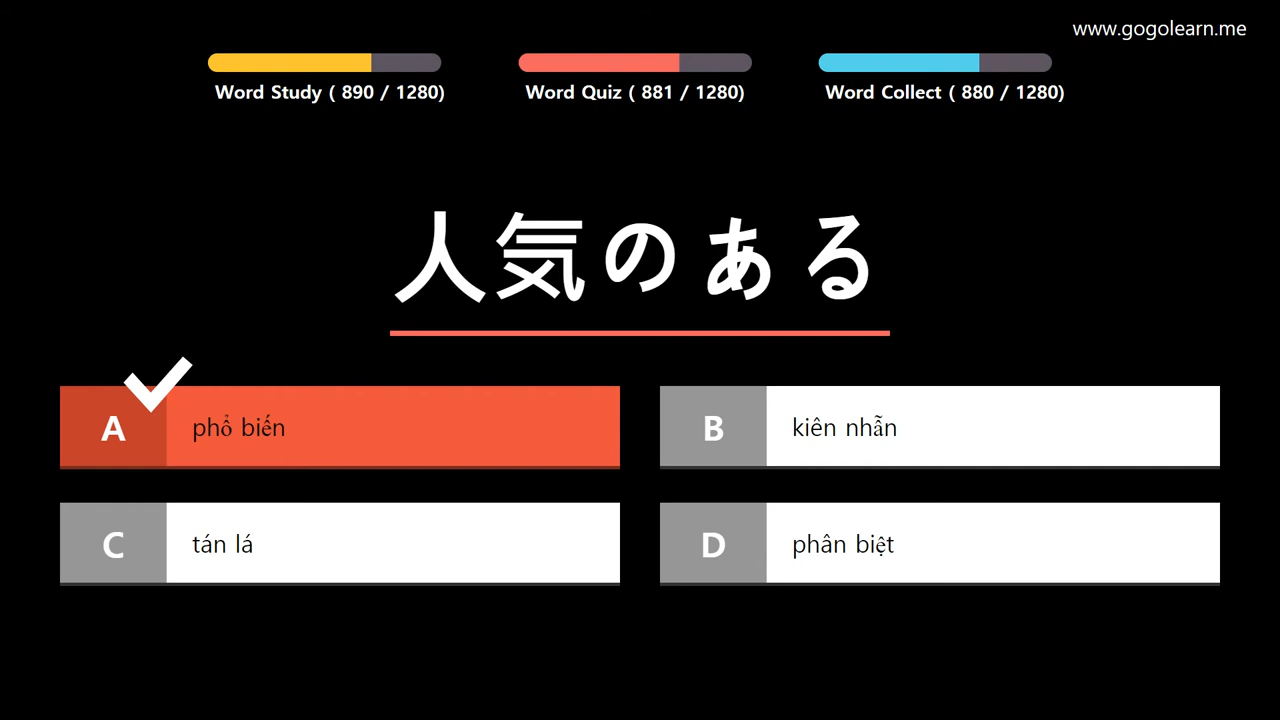 www.gogolearn.me
Word Study ( 890 / 1280)
Word Quiz ( 881 / 1280)
Word Collect ( 880 / 1280)
人気のある
A phổ biến
B kiên nhẫn
C tán lá
D phân biệt